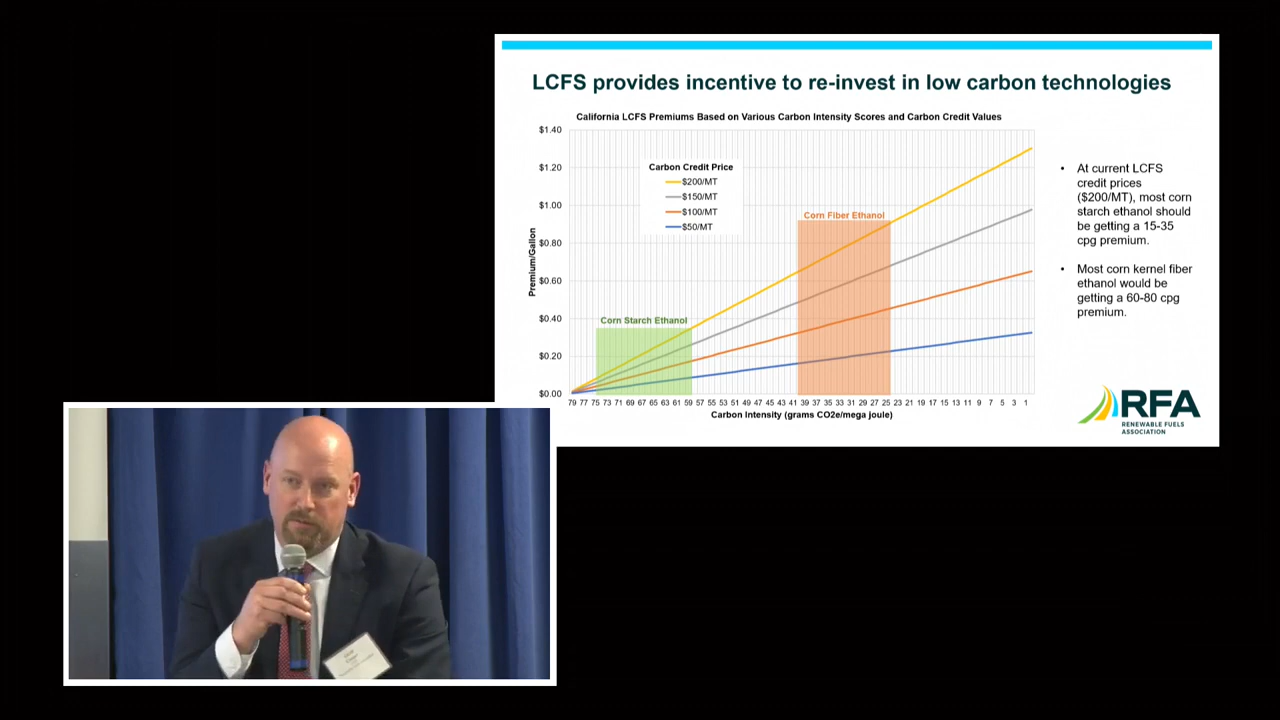 LCFS provides incentive to re-invest in low carbon technologies
California LCFS Premiums Based on Various Carbon Intensity Scores and Carbon Credit Values
Premium/Gallon
$1.40
$1.20
$1.00
$0.80
$0.60
$0.40
$0.20
$0.00
Carbon Credit Price
$200/MT
$150/MT
$100/MT
$50/MT
Corn Starch Ethanol
Corn Fiber Ethanol
79 77 75 73 71 69 67 65 63 61 59 57 55 53 51 49 47 45 43 41 39 37 35 33 31 29 27 25 23 21 19 17 15 13 11 9 7 5 3 1
Carbon Intensity (grams CO2e/mega joule)
• At current LCFS
credit prices
($200/MT), most corn
starch ethanol should
be getting a 15-35
cpg premium.
• Most corn kernel fiber
ethanol would be
getting a 60-80 cpg
premium.
RFA
RENEWABLE FUELS
ASSOCIATION